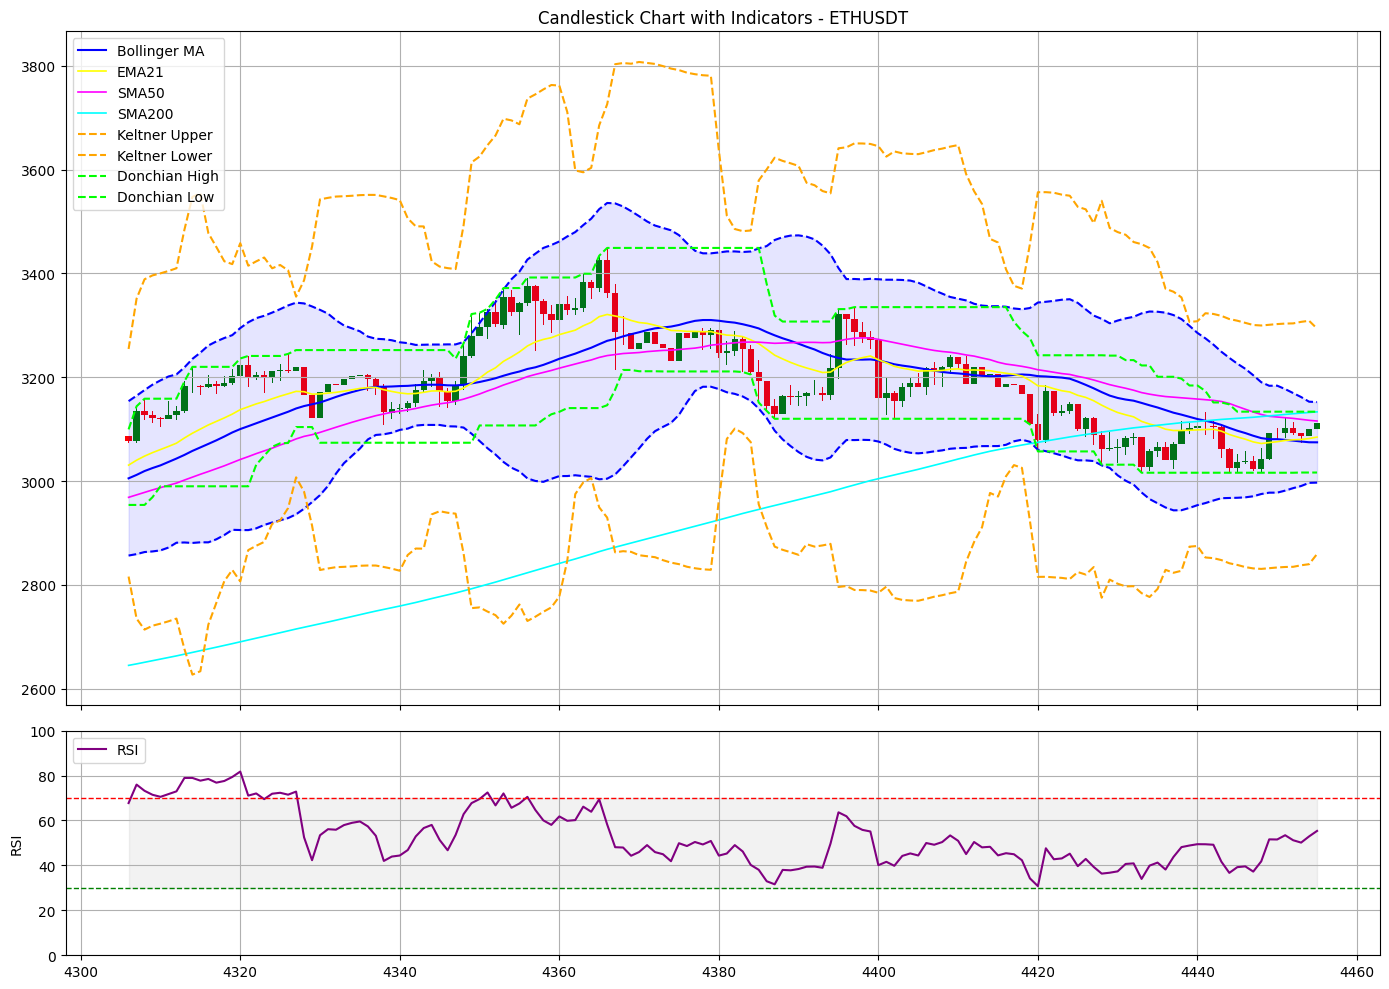 Candlestick Chart with Indicators - ETHUSDT
Bollinger MA
EMA21
SMA50
SMA200
Keltner Upper
Keltner Lower
Donchian High
Donchian Low
3800
3600
3400
3200
3000
2800
2600
RSI
100
80
60
40
20
0
RSI
4300
4320
4340
4360
4380
4400
4420
4440
4460